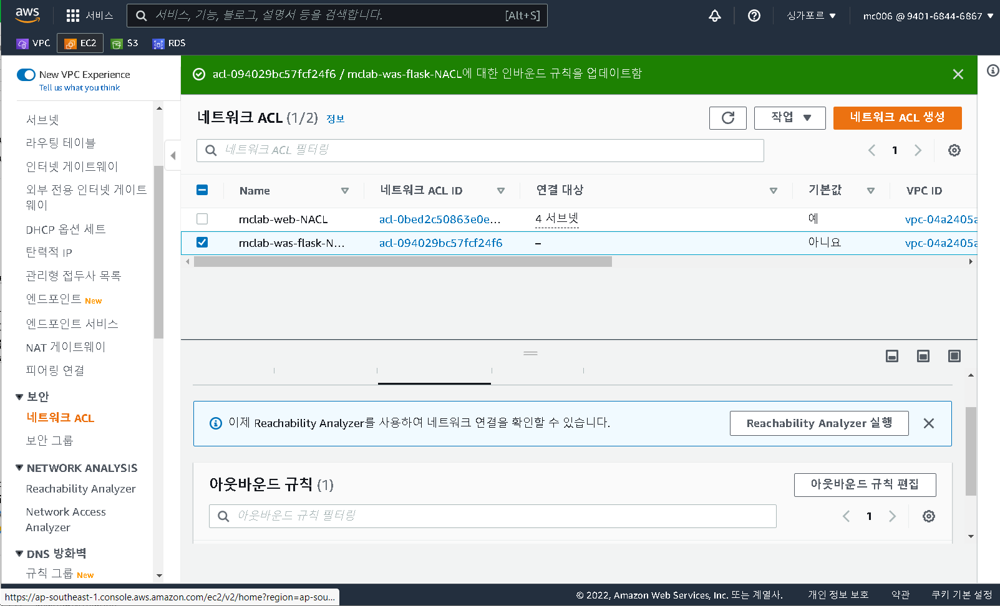 aws
서비스
서비스, 기능, 블로그, 설명서 등을 검색합니다.
[Alt+S]
싱가포르
mc006 @ 9401-6844-6867
VPC
EC2
S3
RDS
New VPC Experience
Tell us what you think
서브넷
라우팅 테이블
인터넷 게이트웨이
외부 전용 인터넷 게이트
웨이
DHCP 옵션 세트
탄력적 IP
관리형 접두사 목록
엔드포인트 New
엔드포인트 서비스
NAT 게이트웨이
피어링 연결
보안
네트워크 ACL
보안 그룹
NETWORK ANALYSIS
Reachability Analyzer
Network Access
Analyzer
DNS 방화벽
규칙 그룹 New
acl-094029bc57fcf24f6 / mclab-was-flask-NACL에 대한 인바운드 규칙을 업데이트함
네트워크 ACL (1/2) 정보
작업
네트워크 ACL 생성
네트워크 ACL 필터링
1
Name 네트워크 ACL ID 연결 대상 기본값 VPC ID
mclab-web-NACL acl-0bed2c50863e0e... 4 서브넷 예 vpc-04a2405a
mclab-was-flask-N... acl-094029bc57fcf24f6 – 아니요 vpc-04a2405a
이제 Reachability Analyzer를 사용하여 네트워크 연결을 확인할 수 있습니다.
Reachability Analyzer 실행
아웃바운드 규칙 (1)
아웃바운드 규칙 편집
아웃바운드 규칙 필터링
1
https://ap-southeast-1.console.aws.amazon.com/ec2/v2/home?region=ap-sou...
© 2022, Amazon Web Services, Inc. 또는 계열사.
개인 정보 보호
약관
쿠키 기본 설정